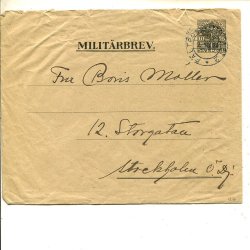 MILITÄRBREV.
Fru Boris Möller
12. Storgatan
Stockholm Ö.